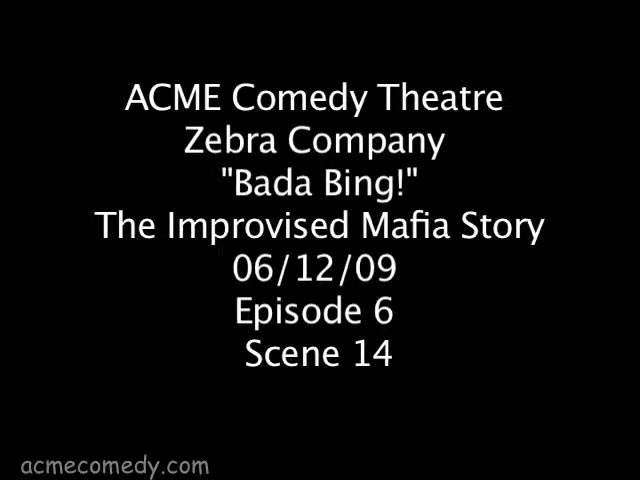 ACME Comedy Theatre
Zebra Company
"Bada Bing!"
The Improvised Mafia Story
06/12/09
Episode 6
Scene 14
acmecomedy.com